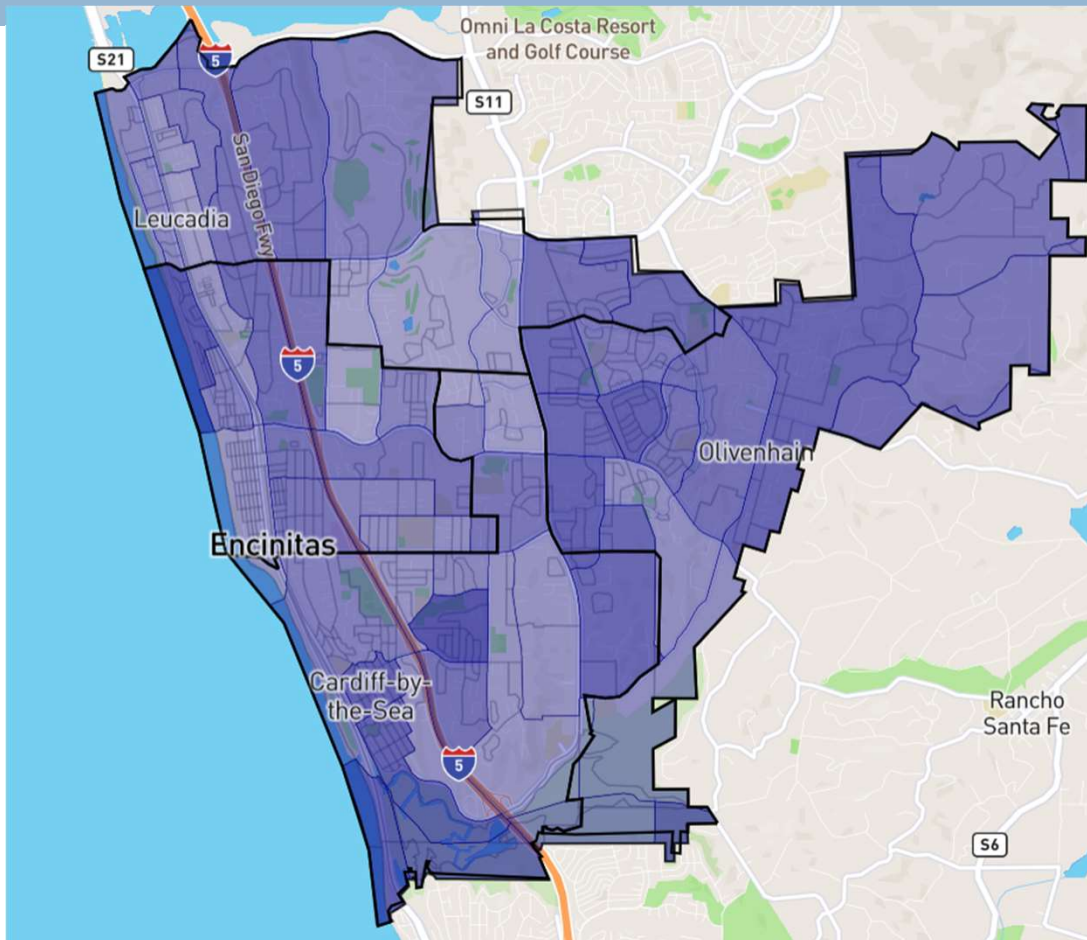 Omni La Costa Resort
and Golf Course
S21
5
S11
San Diego Fwy
Leucadia
5
Olivenhain
Encinitas
Cardiff-by-
the-Sea
Rancho
Santa Fe
5
S6